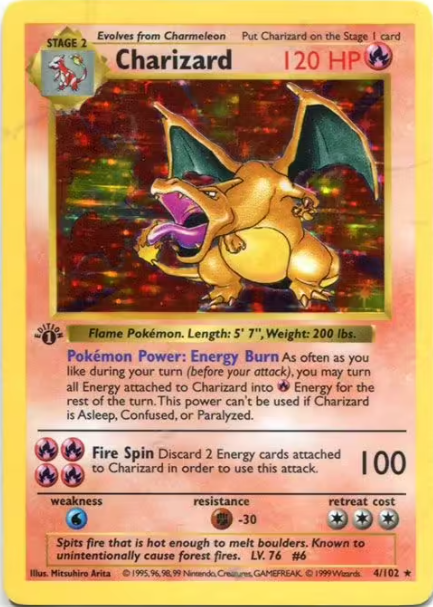 STAGE 2 Evolves from Charmeleon Put Charizard on the Stage 1 card
Charizard 120 HP
EDITION
1
Flame Pokémon. Length: 5' 7", Weight: 200 lbs.
Pokémon Power: Energy Burn As often as you
like during your turn (before your attack), you may turn
all Energy attached to Charizard into Energy for the
rest of the turn. This power can't be used if Charizard
is Asleep, Confused, or Paralyzed.
Fire Spin Discard 2 Energy cards attached
to Charizard in order to use this attack. 100
weakness resistance retreat cost
-30
Spits fire that is hot enough to melt boulders. Known to
unintentionally cause forest fires. LV. 76 #6
Illus. Mitsuhiro Arita ©1995, 96, 98, 99 Nintendo, Creatures, GAMEFREAK. ©1999 Wizards. 4/102 ★